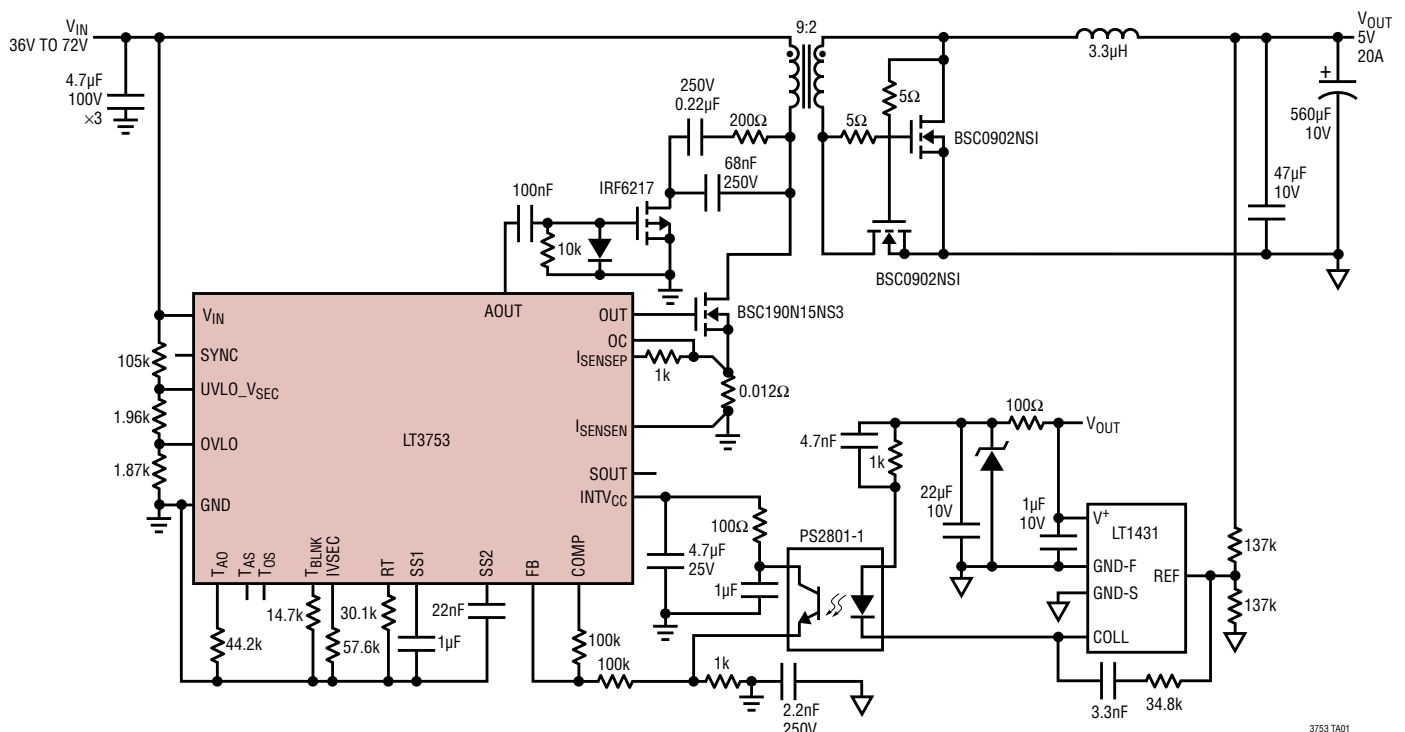 VIN
36V TO 72V
4.7µF
100V
×3
9:2
250V
0.22µF
200Ω
68nF
250V
5Ω
5Ω
BSC0902NSI
BSC0902NSI
3.3µH
VOUT
5V
20A
560µF
10V
47µF
10V
100nF
IRF6217
10k
BSC190N15NS3
105k
1.96k
1.87k
VIN
SYNC
UVLO_VSEC
OVLO
GND
LT3753
AOUT
OUT
OC
ISENSEP
ISENSEN
SOUT
INTVCC
TAO
TAS
TOS
TBLNK
IVSEC
RT
SS1
SS2
FB
COMP
1k
0.012Ω
44.2k
14.7k
57.6k
30.1k
1µF
22nF
100k
100k
1k
2.2nF
250V
4.7µF
25V
100Ω
1µF
PS2801-1
4.7nF
1k
22µF
10V
100Ω
VOUT
1µF
10V
V+
LT1431
GND-F
REF
GND-S
COLL
137k
137k
3.3nF
34.8k
3753 TA01